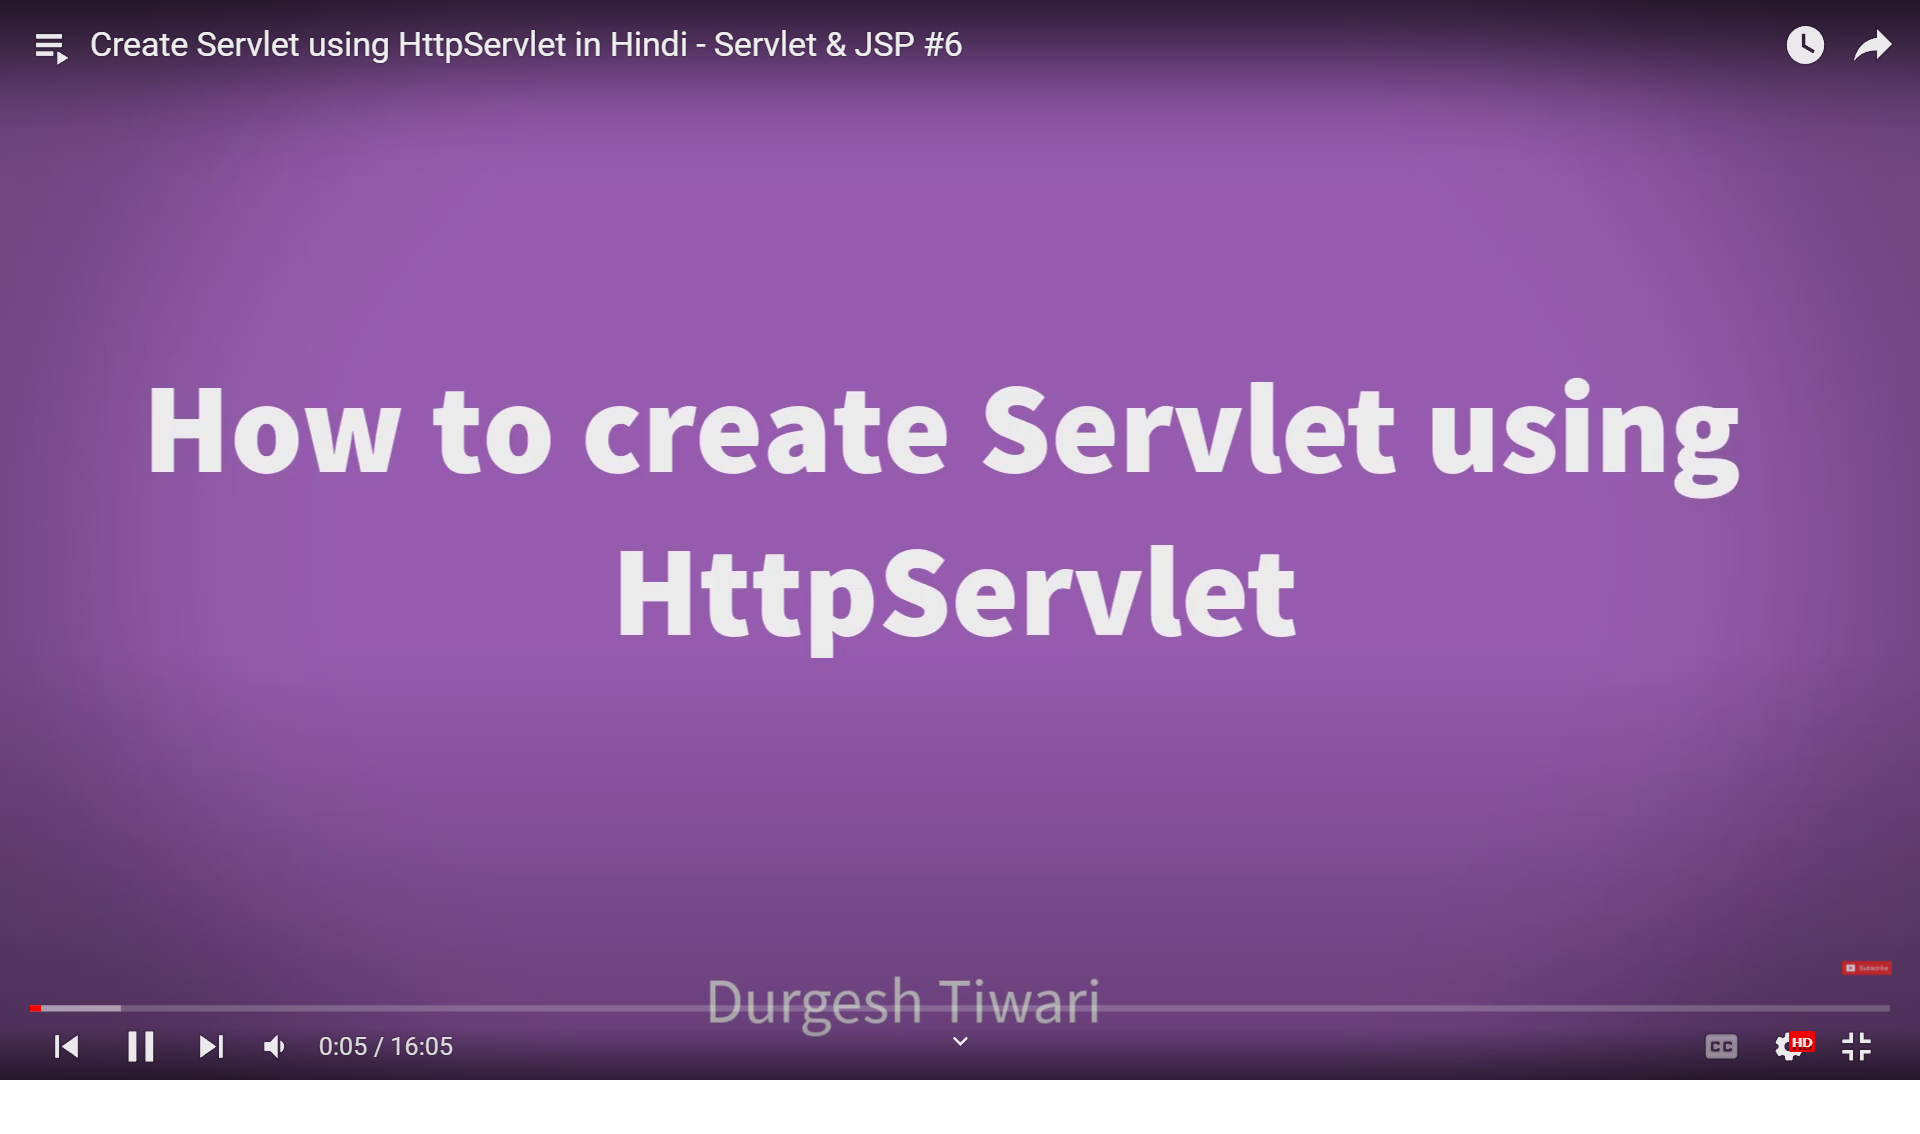 Create Servlet using HttpServlet in Hindi - Servlet & JSP #6
How to create Servlet using
HttpServlet
Subscribe
Durgesh Tiwari
0:05 / 16:05
CC
HD